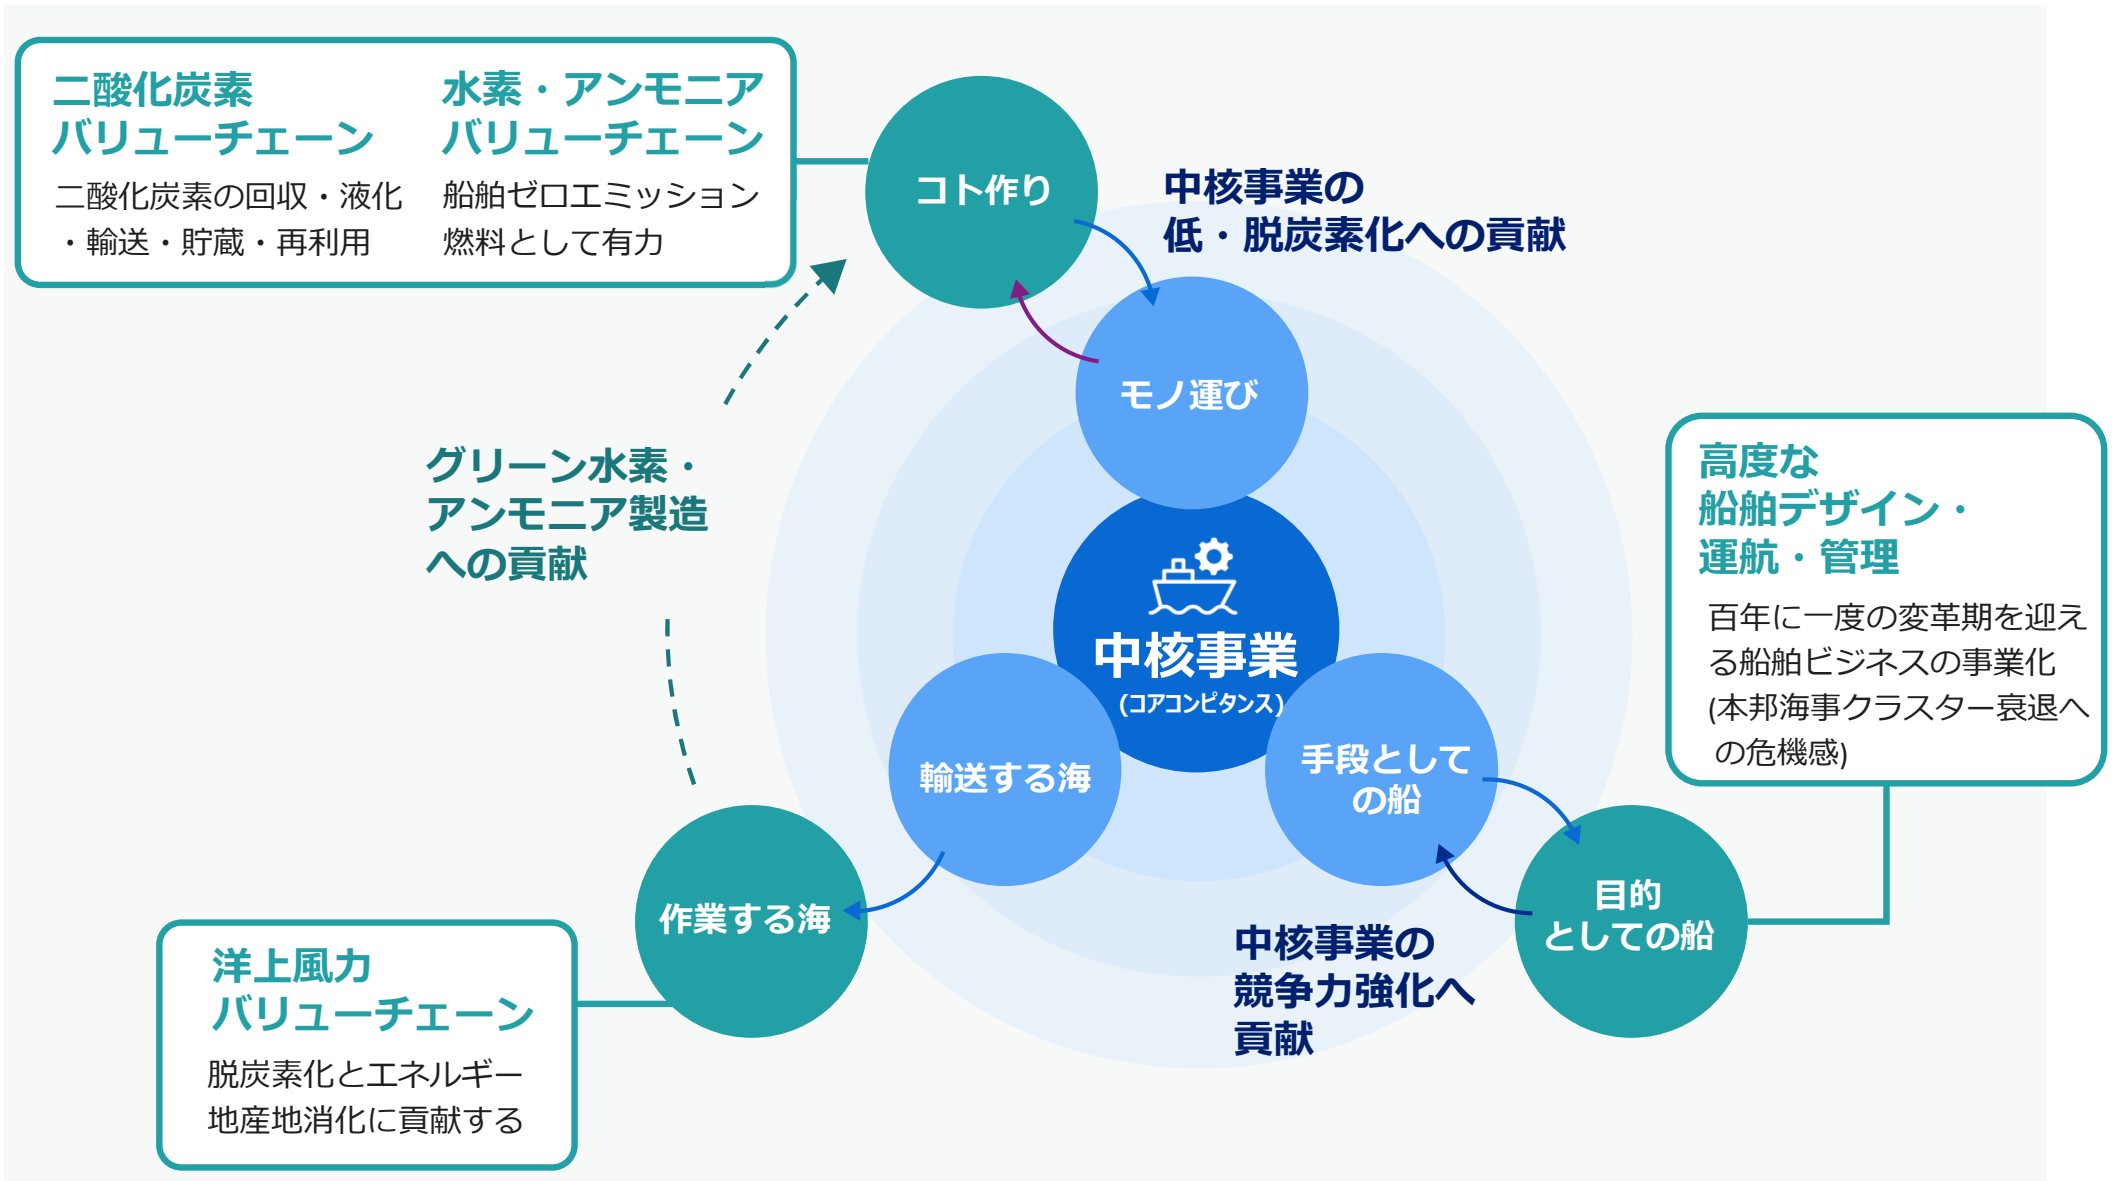 二酸化炭素
バリューチェーン
二酸化炭素の回収・液化
・輸送・貯蔵・再利用
水素・アンモニア
バリューチェーン
船舶ゼロエミッション
燃料として有力
コト作り
中核事業の
低・脱炭素化への貢献
モノ運び
グリーン水素・
アンモニア製造
への貢献
高度な
船舶デザイン・
運航・管理
百年に一度の変革期を迎え
る船舶ビジネスの事業化
(本邦海事クラスター衰退へ
の危機感)
中核事業
(コアコンピタンス)
輸送する海
手段として
の船
作業する海
目的
としての船
中核事業の
競争力強化へ
貢献
洋上風力
バリューチェーン
脱炭素化とエネルギー
地産地消化に貢献する